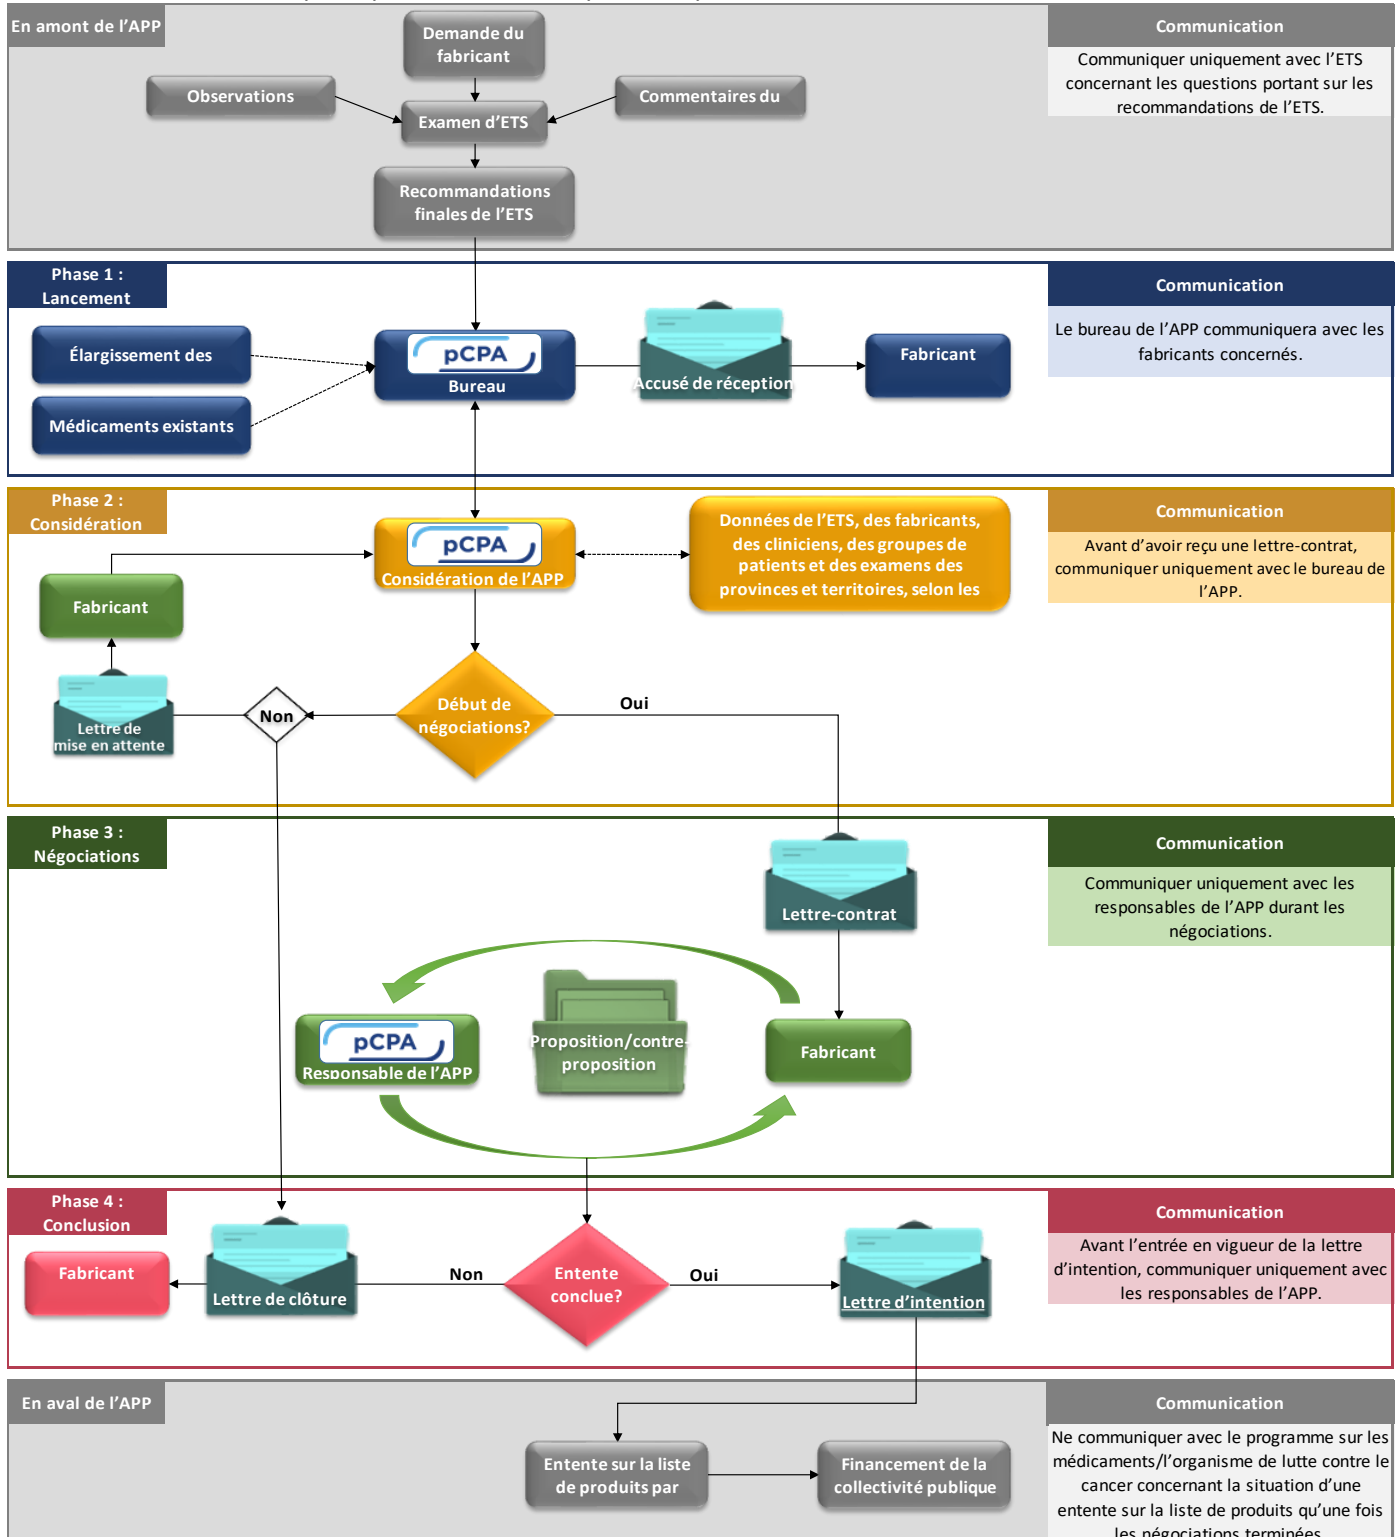 En amont de l’APP
Communication
Communiquer uniquement avec l’ETS
concernant les questions portant sur les
recommandations de l’ETS.
Demande du
fabricant
Observations
Commentaires du
Examen d’ETS
Recommandations
finales de l’ETS
Phase 1 :
Lancement
Communication
Le bureau de l’APP communiquera avec les
fabricants concernés.
Élargissement des
Médicaments existants
pCPA
Bureau
Accusé de réception
Fabricant
Phase 2 :
Considération
Communication
Avant d’avoir reçu une lettre-contrat,
communiquer uniquement avec le bureau de
l’APP.
pCPA
Considération de l’APP
Données de l’ETS, des fabricants,
des cliniciens, des groupes de
patients et des examens des
provinces et territoires, selon les
Fabricant
Lettre de
mise en attente
Non
Début de
négociations?
Oui
Phase 3 :
Négociations
Communication
Communiquer uniquement avec les
responsables de l’APP durant les
négociations.
Lettre-contrat
pCPA
Responsable de l’APP
Proposition/contre-
proposition
Fabricant
Phase 4 :
Conclusion
Communication
Avant l’entrée en vigueur de la lettre
d’intention, communiquer uniquement avec
les responsables de l’APP.
Fabricant
Lettre de clôture
Non
Entente
conclue?
Oui
Lettre d’intention
En aval de l’APP
Communication
Ne communiquer avec le programme sur les
médicaments/l’organisme de lutte contre le
cancer concernant la situation d’une
entente sur la liste de produits qu’une fois
les négociations terminées
Entente sur la liste
de produits par
Financement de la
collectivité publique